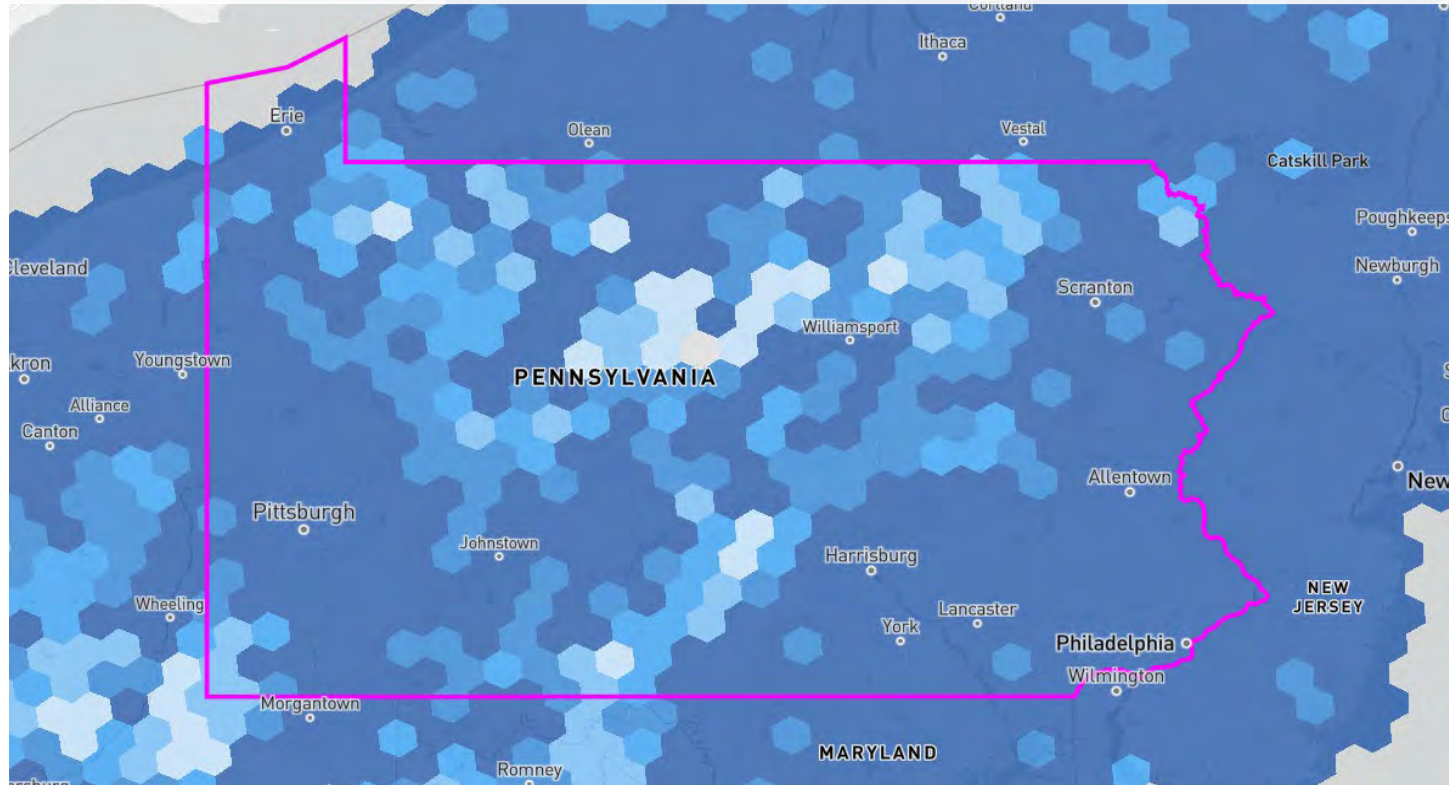 Cortland
Ithaca
Erie
Olean
Vestal
Catskill Park
Poughkeeps
Cleveland
Newburgh
Scranton
Williamsport
kron
Youngstown
PENNSYLVANIA
Alliance
Canton
Allentown
New
Pittsburgh
Johnstown
Harrisburg
Wheeling
NEW
JERSEY
Lancaster
York
Philadelphia
Wilmington
Morgantown
MARYLAND
Romney